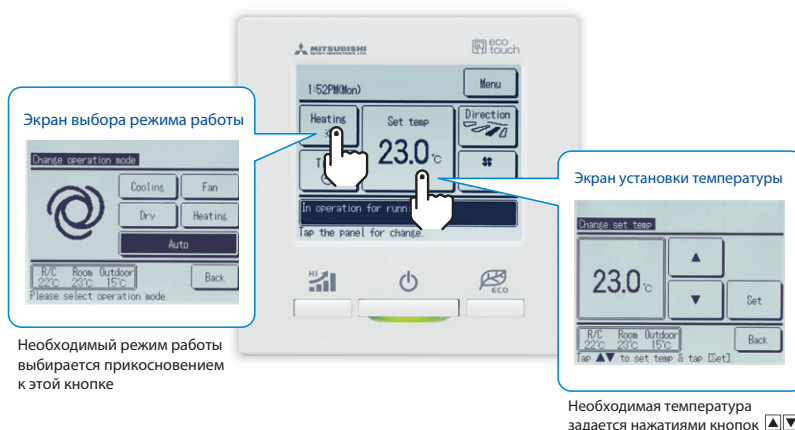 MITSUBISHI
HEAVY INDUSTRIES, LTD
eco
touch
1:52PM(Mon)
Menu
Heating
Set temp
Direction
23.0°C
In operation for runn
Tap the panel for change.
HI
ECO
Экран выбора режима работы
Change operation mode
Cooling
Fan
Dry
Heating
Auto
R/C Room Outdoor
22°C 23°C 15°C
Back
Please select operation mode.
Необходимый режим работы
выбирается прикосновением
к этой кнопке
Экран установки температуры
Change set temp
23.0°C
▲
▼
Set
R/C Room Outdoor
22°C 23°C 15°C
Back
Tap ▲▼ to set temp & tap [Set].
Необходимая температура
задается нажатиями кнопок ▲▼